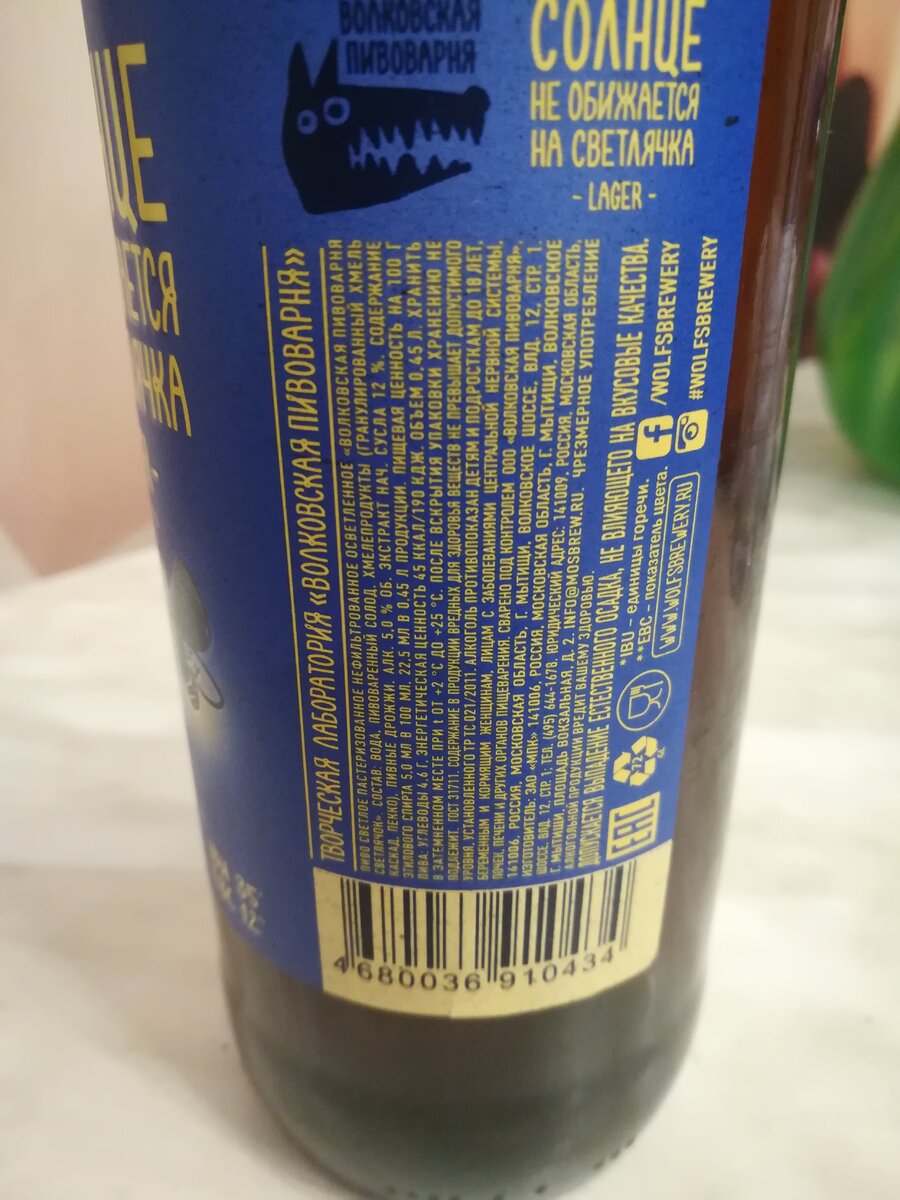 ВОЛКОВСКАЯ
ПИВОВАРНЯ
СОЛНЦЕ
НЕ ОБИЖАЕТСЯ
НА СВЕТЛЯЧКА
- LAGER -
ТВОРЧЕСКАЯ ЛАБОРАТОРИЯ «ВОЛКОВСКАЯ ПИВОВАРНЯ»
ПИВО СВЕТЛОЕ ПАСТЕРИЗОВАННОЕ НЕФИЛЬТРОВАННОЕ ОСВЕТЛЕННОЕ «ВОЛКОВСКАЯ ПИВОВАРНЯ
СВЕТЛЯЧОК». СОСТАВ: ВОДА, ПИВОВАРЕННЫЙ СОЛОД, ХМЕЛЕПРОДУКТЫ (ГРАНУЛИРОВАННЫЙ ХМЕЛЬ
КАСКАД, ПЕККО), ПИВНЫЕ ДРОЖЖИ. АЛК. 5,0 % ОБ. ЭКСТРАКТ НАЧ. СУСЛА 12 %. СОДЕРЖАНИЕ
ЭТИЛОВОГО СПИРТА 5,0 МЛ В 100 МЛ, 22,5 МЛ В 0,45 Л ПРОДУКЦИИ. ПИЩЕВАЯ ЦЕННОСТЬ НА 100 Г
ПИВА: УГЛЕВОДЫ 4,6 Г, ЭНЕРГЕТИЧЕСКАЯ ЦЕННОСТЬ 45 ККАЛ/190 КДЖ. ОБЪЕМ 0,45 Л. ХРАНИТЬ
В ЗАТЕМНЕННОМ МЕСТЕ ПРИ t ОТ +2 °С ДО +25 °С. ПОСЛЕ ВСКРЫТИЯ УПАКОВКИ ХРАНЕНИЮ НЕ
ПОДЛЕЖИТ. ГОСТ 31711. СОДЕРЖАНИЕ В ПРОДУКЦИИ ВРЕДНЫХ ДЛЯ ЗДОРОВЬЯ ВЕЩЕСТВ НЕ ПРЕВЫШАЕТ ДОПУСТИМОГО
УРОВНЯ, УСТАНОВЛЕННОГО ТР ТС 021/2011. АЛКОГОЛЬ ПРОТИВОПОКАЗАН ДЕТЯМ И ПОДРОСТКАМ ДО 18 ЛЕТ,
БЕРЕМЕННЫМ И КОРМЯЩИМ ЖЕНЩИНАМ, ЛИЦАМ С ЗАБОЛЕВАНИЯМИ ЦЕНТРАЛЬНОЙ НЕРВНОЙ СИСТЕМЫ,
ПОЧЕК, ПЕЧЕНИ И ДРУГИХ ОРГАНОВ ПИЩЕВАРЕНИЯ. СВАРЕНО ПОД КОНТРОЛЕМ ООО «ВОЛКОВСКАЯ ПИВОВАРНЯ»,
141006, РОССИЯ, МОСКОВСКАЯ ОБЛАСТЬ, Г. МЫТИЩИ, ВОЛКОВСКОЕ ШОССЕ, ВЛД. 12, СТР. 1.
ИЗГОТОВИТЕЛЬ: ЗАО «МПК» 141006, РОССИЯ, МОСКОВСКАЯ ОБЛАСТЬ, Г. МЫТИЩИ, ВОЛКОВСКОЕ
ШОССЕ, ВЛД. 12, СТР. 1, ТЕЛ. (495) 644-1678. ЮРИДИЧЕСКИЙ АДРЕС: 141009, РОССИЯ, МОСКОВСКАЯ ОБЛАСТЬ,
Г. МЫТИЩИ, ПЛОЩАДЬ ВОКЗАЛЬНАЯ, Д. 2. INFO@MOSBREW.RU. ЧРЕЗМЕРНОЕ УПОТРЕБЛЕНИЕ
АЛКОГОЛЬНОЙ ПРОДУКЦИИ ВРЕДИТ ВАШЕМУ ЗДОРОВЬЮ.
ДОПУСКАЕТСЯ ВЫПАДЕНИЕ ЕСТЕСТВЕННОГО ОСАДКА, НЕ ВЛИЯЮЩЕГО НА ВКУСОВЫЕ КАЧЕСТВА.
*IBU - единицы горечи.
**EBC - показатель цвета.
WWW.WOLFSBREWERY.RU
/WOLFSBREWERY
#WOLFSBREWERY
EAC
72
4 680036 910434